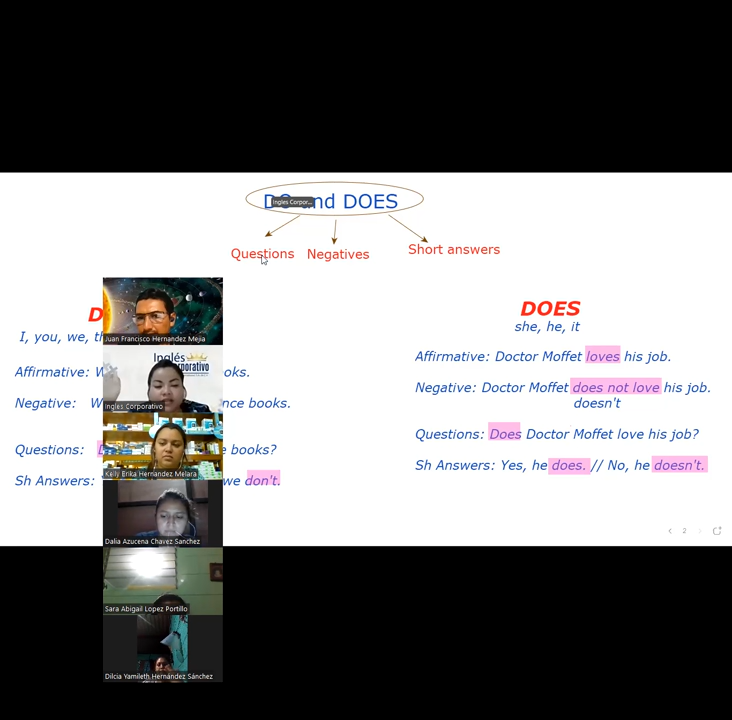 DO and DOES
Ingles Corpor...
Questions
Negatives
Short answers
I, you, we,
Affirmative:
oks.
Negative:
nce books.
Questions:
books?
Sh Answers:
we don't.
DOES
she, he, it
Affirmative: Doctor Moffet loves his job.
Negative: Doctor Moffet does not love his job.
doesn't
Questions: Does Doctor Moffet love his job?
Sh Answers: Yes, he does. // No, he doesn't.
2
Juan Francisco Hernandez Mejia
Inglés
Corporativo
Ingles Corporativo
Kelly Erika Hernandez Melara
Dalia Azucena Chavez Sanchez
Sara Abigail Lopez Portillo
Dilcia Yamileth Hernández Sánchez